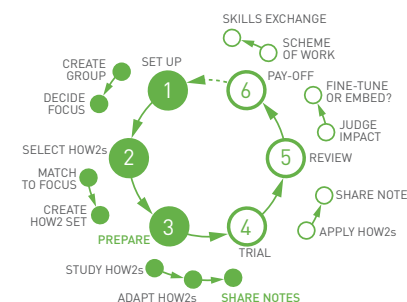 SKILLS EXCHANGE
SCHEME
OF WORK
CREATE
GROUP
SET UP
PAY-OFF
DECIDE
FOCUS
1
6
FINE-TUNE
OR EMBED?
JUDGE
IMPACT
SELECT HOW2s
2
5
REVIEW
MATCH
TO FOCUS
CREATE
HOW2 SET
SHARE NOTE
PREPARE
3
4
APPLY HOW2s
TRIAL
STUDY HOW2s
ADAPT HOW2s
SHARE NOTES